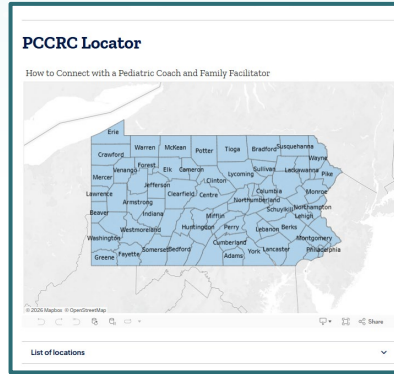 PCCRC Locator
How to Connect with a Pediatric Coach and Family Facilitator
Erie
Warren McKean Potter Tioga Bradford Susquehanna
Crawford
Wayne
Forest Elk Cameron Sullivan Lackawanna Pike
Venango Lycoming
Mercer Clinton
Jefferson Columbia Monroe
Lawrence Clearfield Centre Northumberland
Armstrong Schuylkill Northampton
Beaver Indiana Mifflin Lehigh
Westmoreland Huntingdon Perry Lebanon Berks
Washington Cumberland Montgomery
Greene Fayette Somerset Bedford Adams York Lancaster Philadelphia
© 2026 Mapbox © OpenStreetMap
Share
List of locations